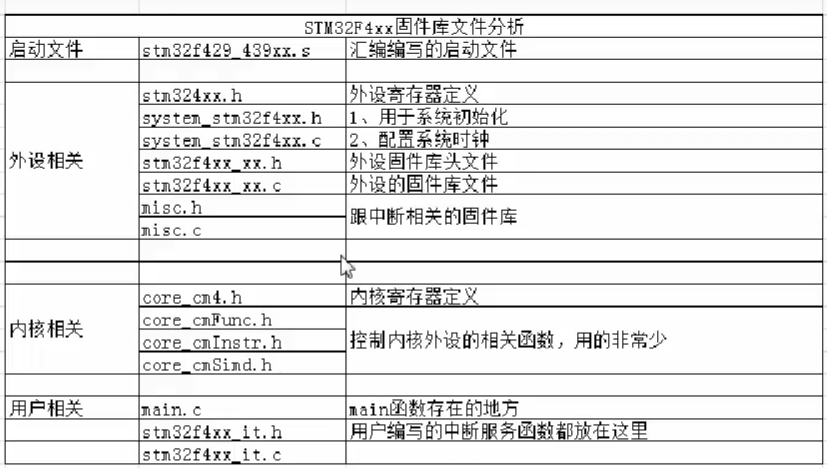 STM32F4xx固件库文件分析
启动文件 stm32f429_439xx.s 汇编编写的启动文件
stm324xx.h 外设寄存器定义
system_stm32f4xx.h 1、用于系统初始化
system_stm32f4xx.c 2、配置系统时钟
外设相关 stm32f4xx_xx.h 外设固件库头文件
stm32f4xx_xx.c 外设的固件库文件
misc.h
跟中断相关的固件库
misc.c
core_cm4.h 内核寄存器定义
core_cmFunc.h
内核相关 core_cmInstr.h 控制内核外设的相关函数，用的非常少
core_cmSimd.h
用户相关 main.c main函数存在的地方
stm32f4xx_it.h 用户编写的中断服务函数都放在这里
stm32f4xx_it.c